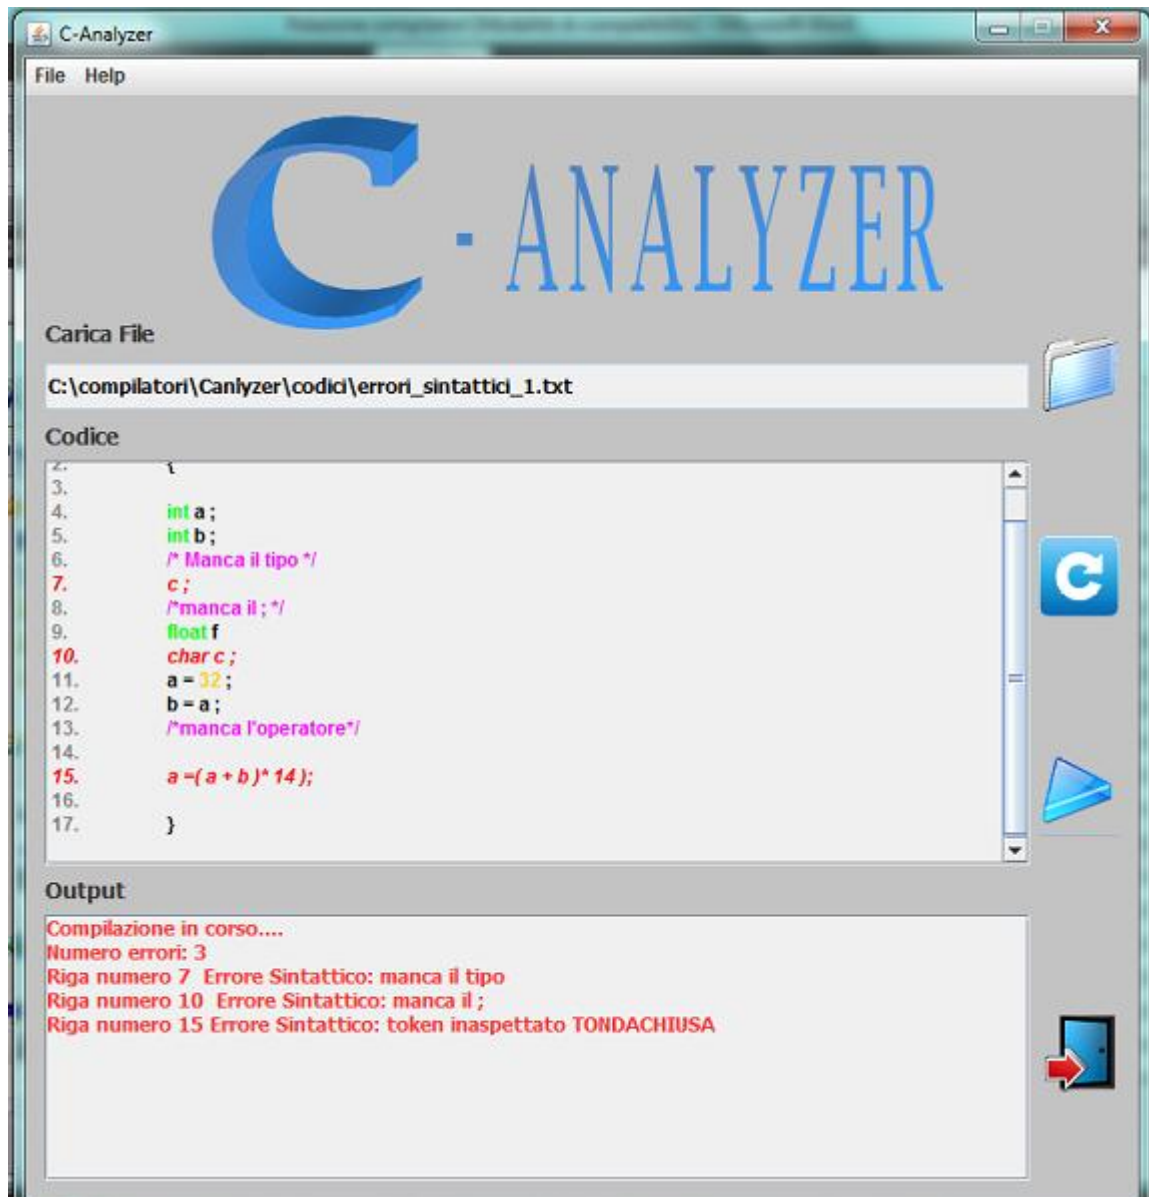 C-Analyzer
File Help
C - ANALYZER
Carica File
C:\compilatori\Canlyzer\codici\errori_sintattici_1.txt
Codice
2. {
3.
4. int a ;
5. int b ;
6. /* Manca il tipo */
7. c ;
8. /*manca il ; */
9. float f
10. char c ;
11. a = 32 ;
12. b = a ;
13. /*manca l'operatore*/
14.
15. a =( a + b )* 14 );
16.
17. }
Output
Compilazione in corso....
Numero errori: 3
Riga numero 7 Errore Sintattico: manca il tipo
Riga numero 10 Errore Sintattico: manca il ;
Riga numero 15 Errore Sintattico: token inaspettato TONDACHIUSA